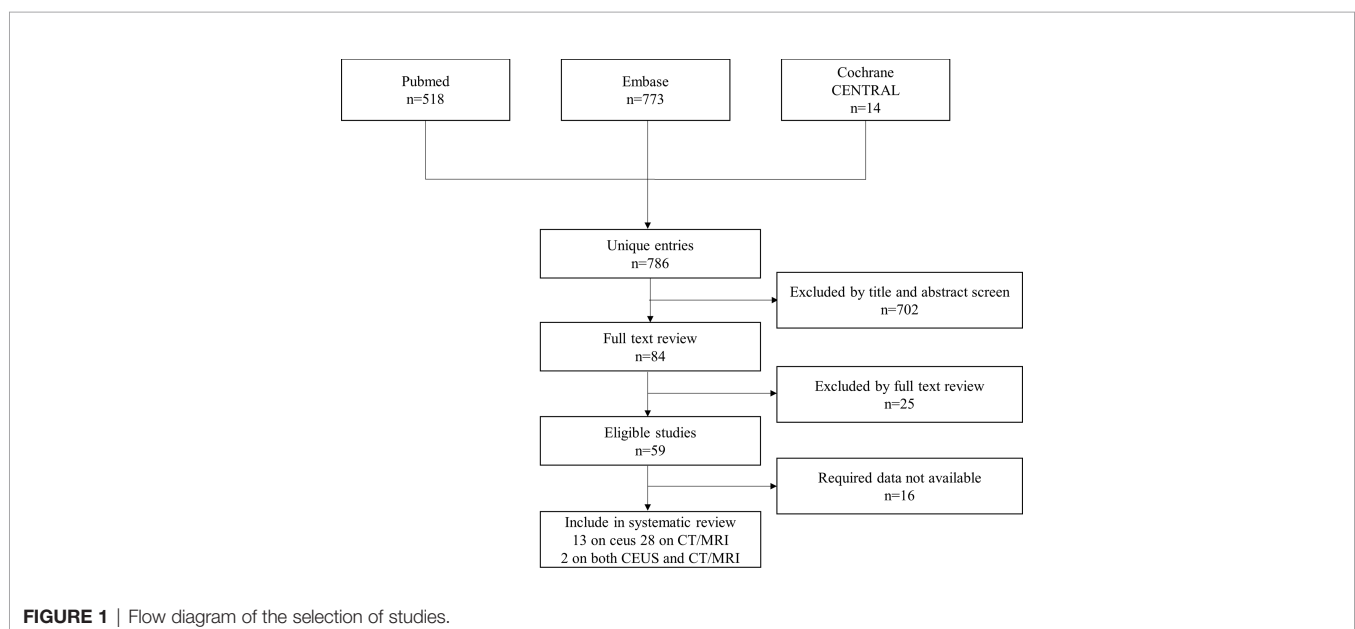 Pubmed
n=518
Embase
n=773
Cochrane
CENTRAL
n=14
Unique entries
n=786
Excluded by title and abstract screen
n=702
Full text review
n=84
Excluded by full text review
n=25
Eligible studies
n=59
Required data not available
n=16
Include in systematic review
13 on ceus 28 on CT/MRI
2 on both CEUS and CT/MRI
FIGURE 1 | Flow diagram of the selection of studies.